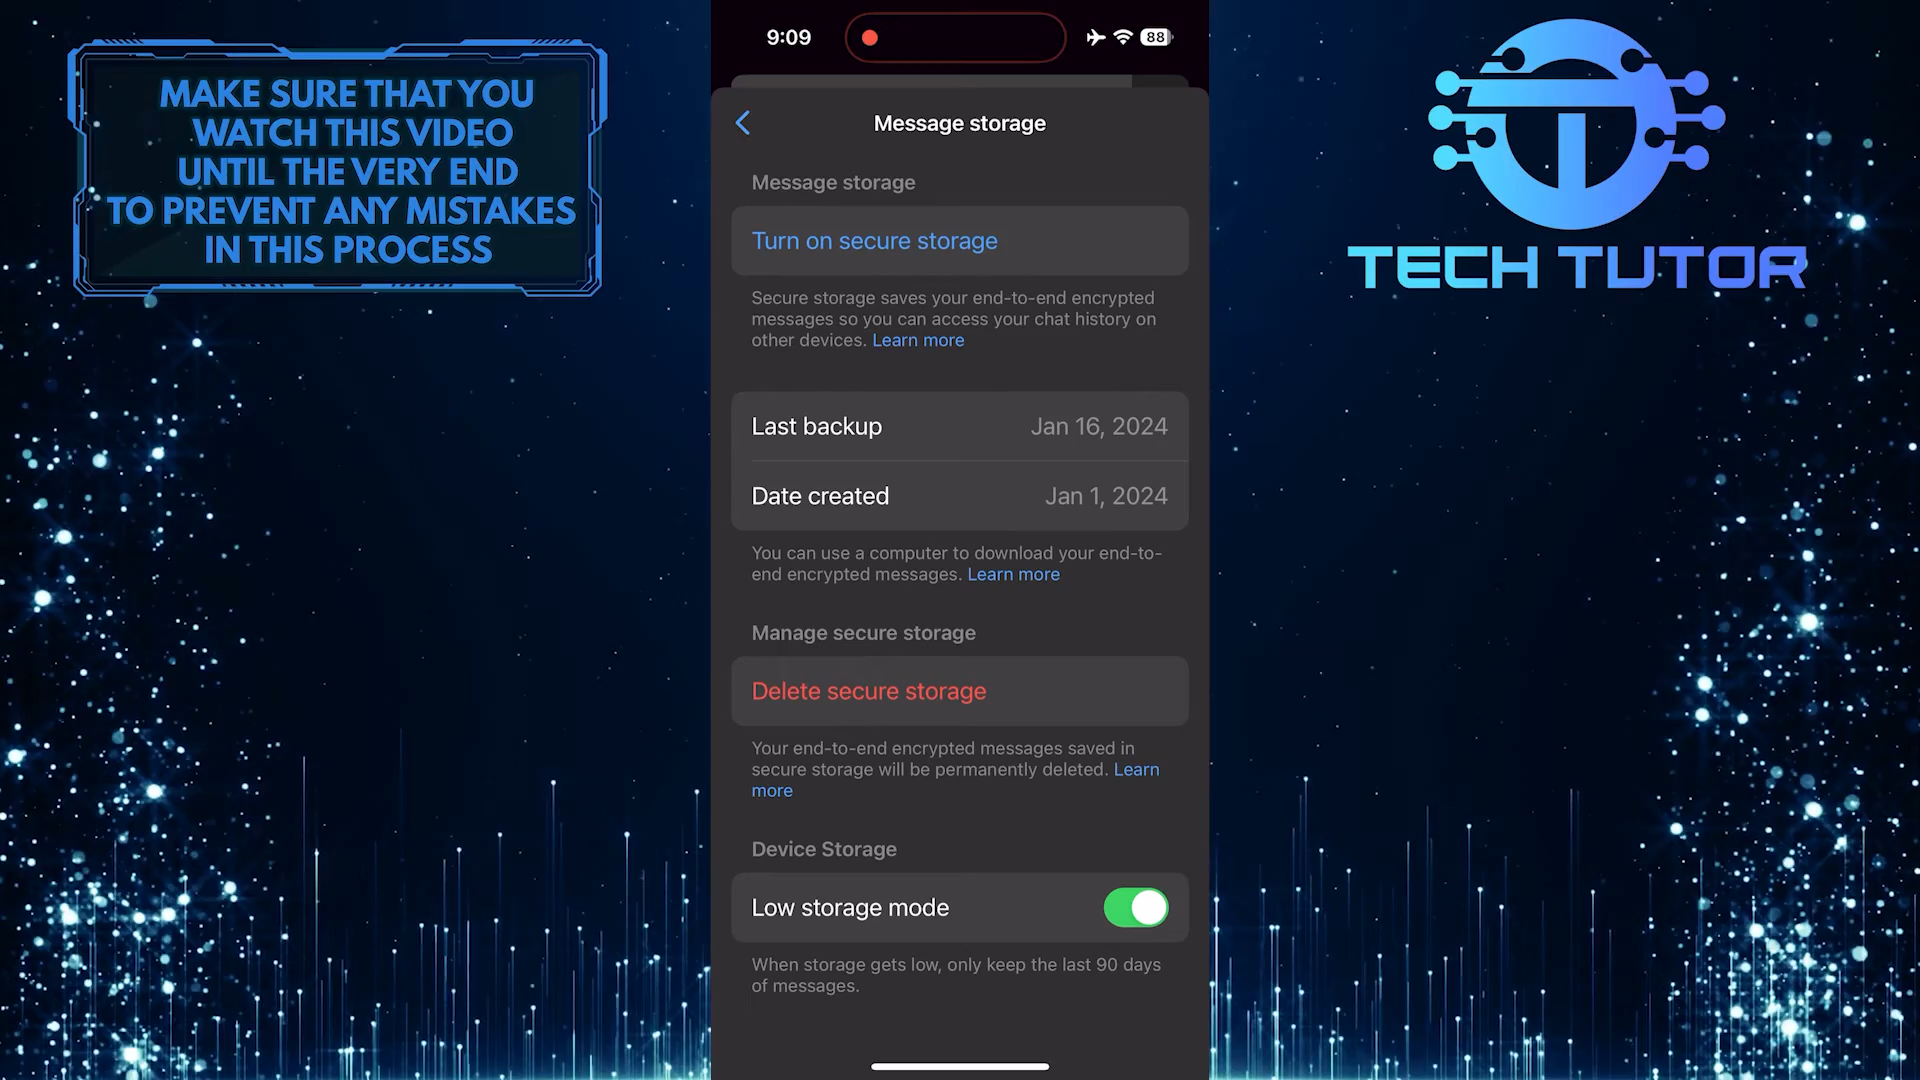 MAKE SURE THAT YOU
WATCH THIS VIDEO
UNTIL THE VERY END
TO PREVENT ANY MISTAKES
IN THIS PROCESS
9:09
88
Message storage
Message storage
Turn on secure storage
Secure storage saves your end-to-end encrypted
messages so you can access your chat history on
other devices. Learn more
Last backup Jan 16, 2024
Date created Jan 1, 2024
You can use a computer to download your end-to-
end encrypted messages. Learn more
Manage secure storage
Delete secure storage
Your end-to-end encrypted messages saved in
secure storage will be permanently deleted. Learn
more
Device Storage
Low storage mode
When storage gets low, only keep the last 90 days
of messages.
TECH TUTOR